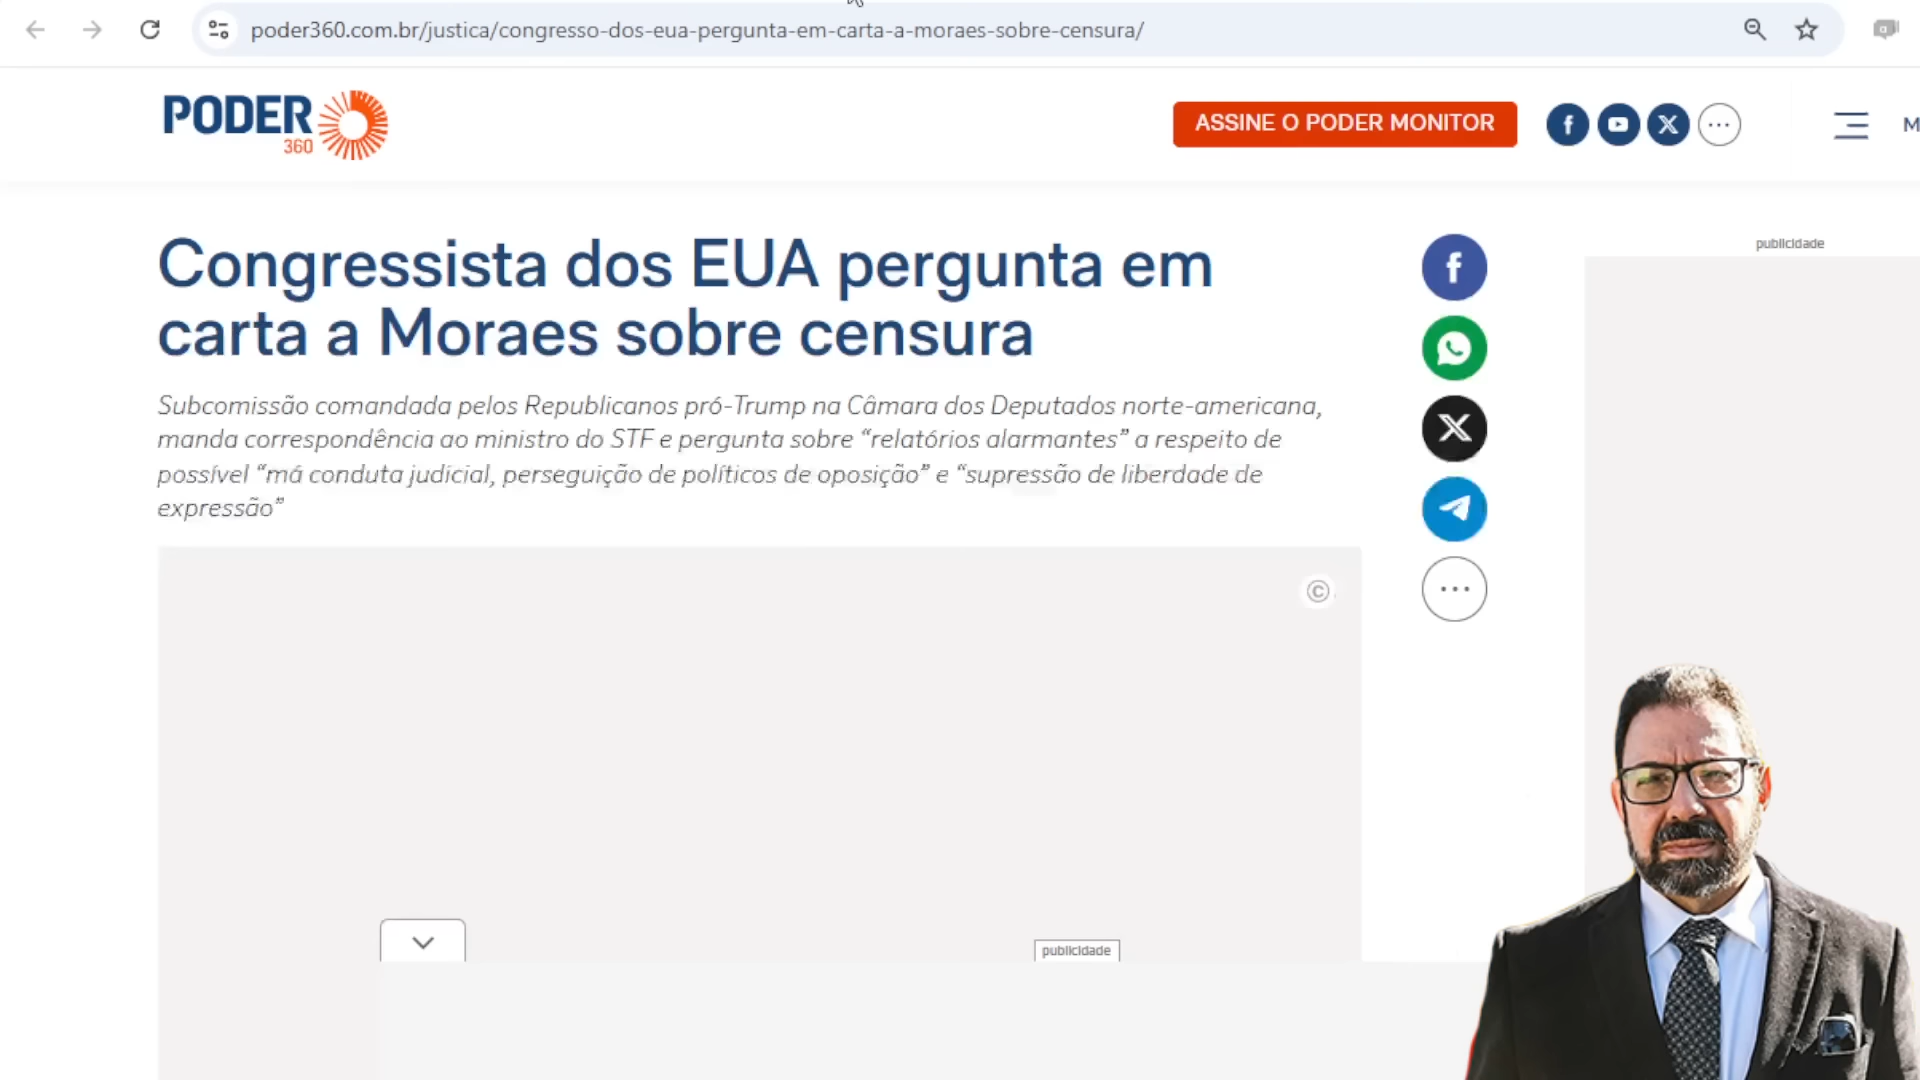 poder360.com.br/justica/congresso-dos-eua-pergunta-em-carta-a-moraes-sobre-censura/
PODER
360
ASSINE O PODER MONITOR
M
Congressista dos EUA pergunta em
carta a Moraes sobre censura
Subcomissão comandada pelos Republicanos pró-Trump na Câmara dos Deputados norte-americana,
manda correspondência ao ministro do STF e pergunta sobre “relatórios alarmantes” a respeito de
possível “má conduta judicial, perseguição de políticos de oposição” e “supressão de liberdade de
expressão”
publicidade
©
publicidade